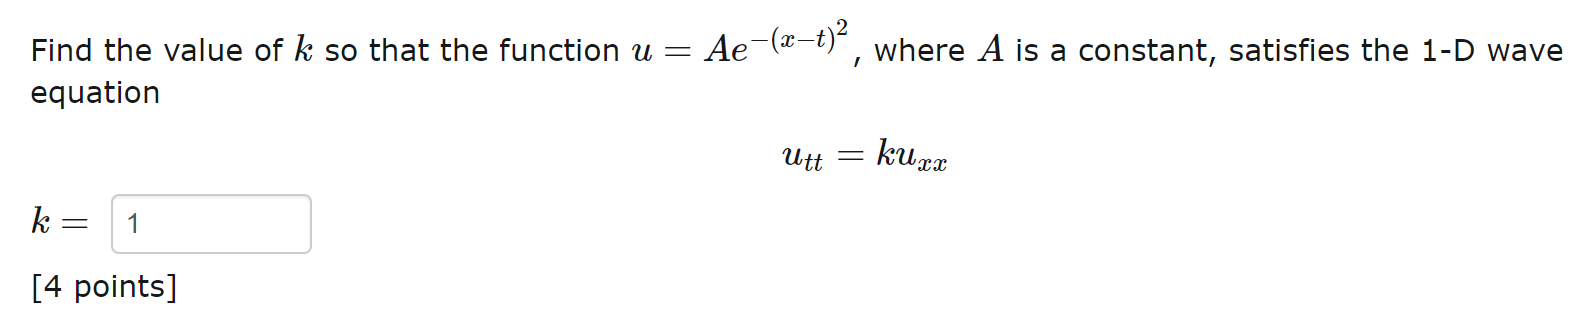 Find the value of k so that the function u = Ae^{-(x-t)^2}, where A is a constant, satisfies the 1-D wave
equation
u_{tt} = ku_{xx}
k = 1
[4 points]